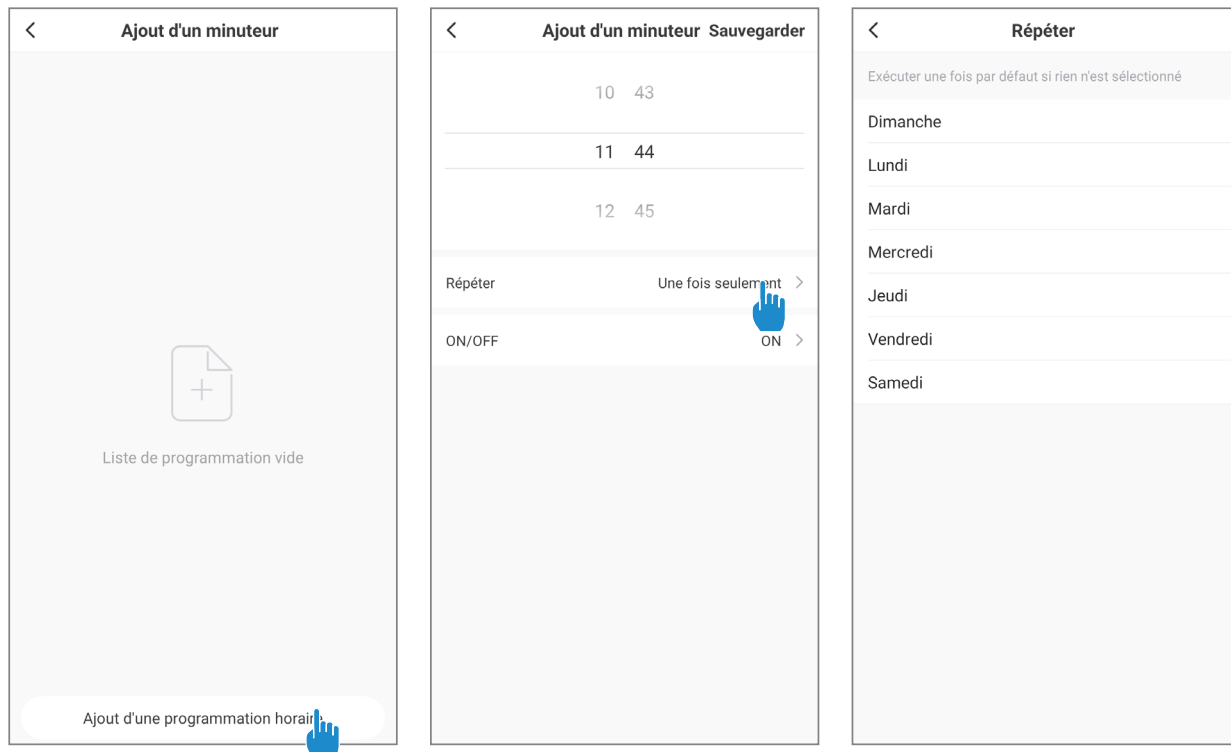 Ajout d'un minuteur
Liste de programmation vide
Ajout d'une programmation horaire
Ajout d'un minuteur Sauvegarder
10 43
11 44
12 45
Répéter Une fois seulement
ON/OFF ON
Répéter
Exécuter une fois par défaut si rien n'est sélectionné
Dimanche
Lundi
Mardi
Mercredi
Jeudi
Vendredi
Samedi